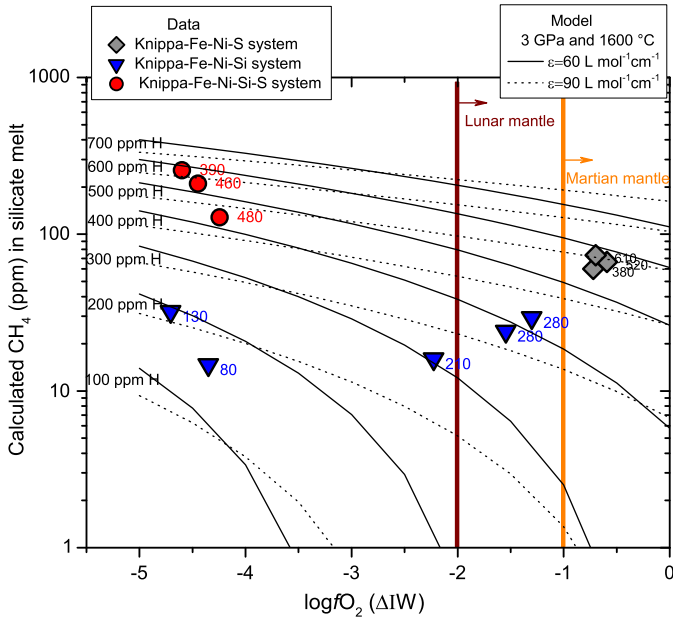 Data
Knippa-Fe-Ni-S system
Knippa-Fe-Ni-Si system
Knippa-Fe-Ni-Si-S system
Model
3 GPa and 1600 °C
ε=60 L mol⁻¹cm⁻¹
ε=90 L mol⁻¹cm⁻¹
1000
100
10
1
Calculated CH₄ (ppm) in silicate melt
700 ppm H
600 ppm H
500 ppm H
400 ppm H
300 ppm H
200 ppm H
100 ppm H
Lunar mantle
Martian mantle
390
460
480
130
80
210
280
280
610
520
380
-5
-4
-3
-2
-1
0
logfO₂ (ΔIW)